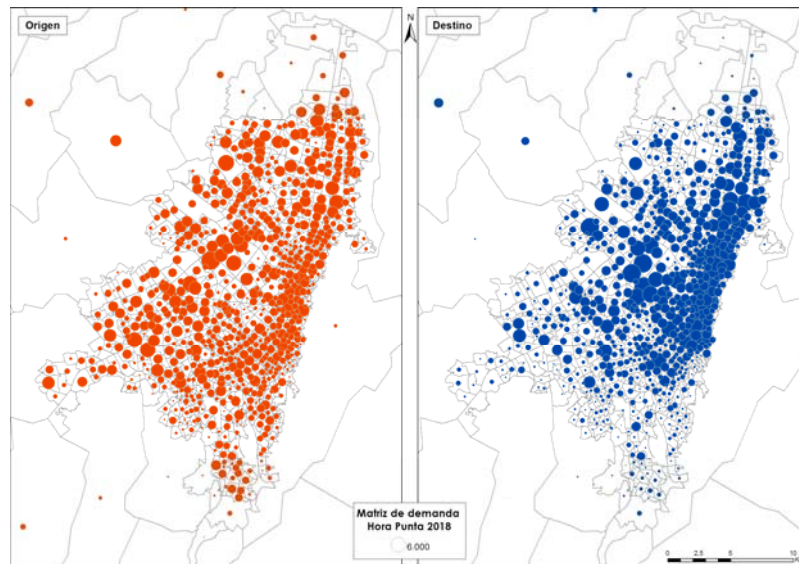 Origen
N
Destino
Matriz de demanda
Hora Punta 2018
6.000
0 2,5 5 10